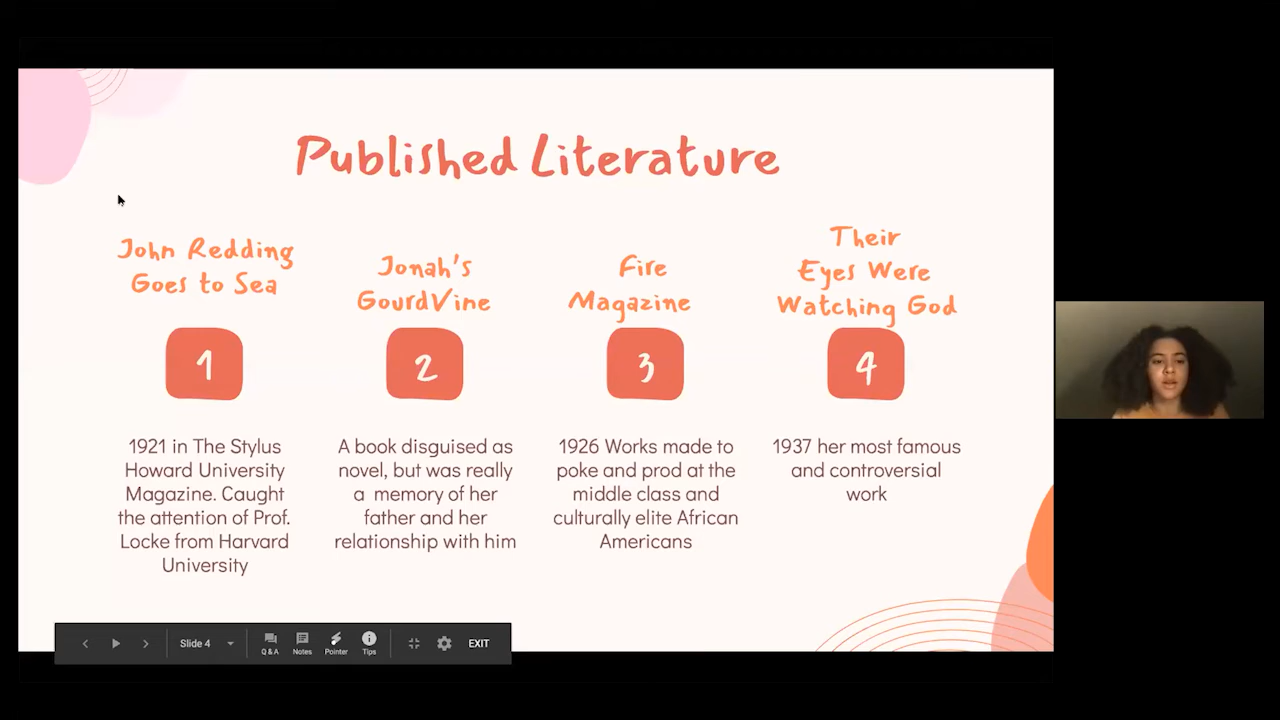 Published Literature
John Redding
Goes to Sea
1
1921 in The Stylus
Howard University
Magazine. Caught
the attention of Prof.
Locke from Harvard
University
Jonah's
GourdVine
2
A book disguised as
novel, but was really
a memory of her
father and her
relationship with him
Fire
Magazine
3
1926 Works made to
poke and prod at the
middle class and
culturally elite African
Americans
Their
Eyes Were
Watching God
4
1937 her most famous
and controversial
work
Slide 4
Q & A
Notes
Pointer
Tips
EXIT